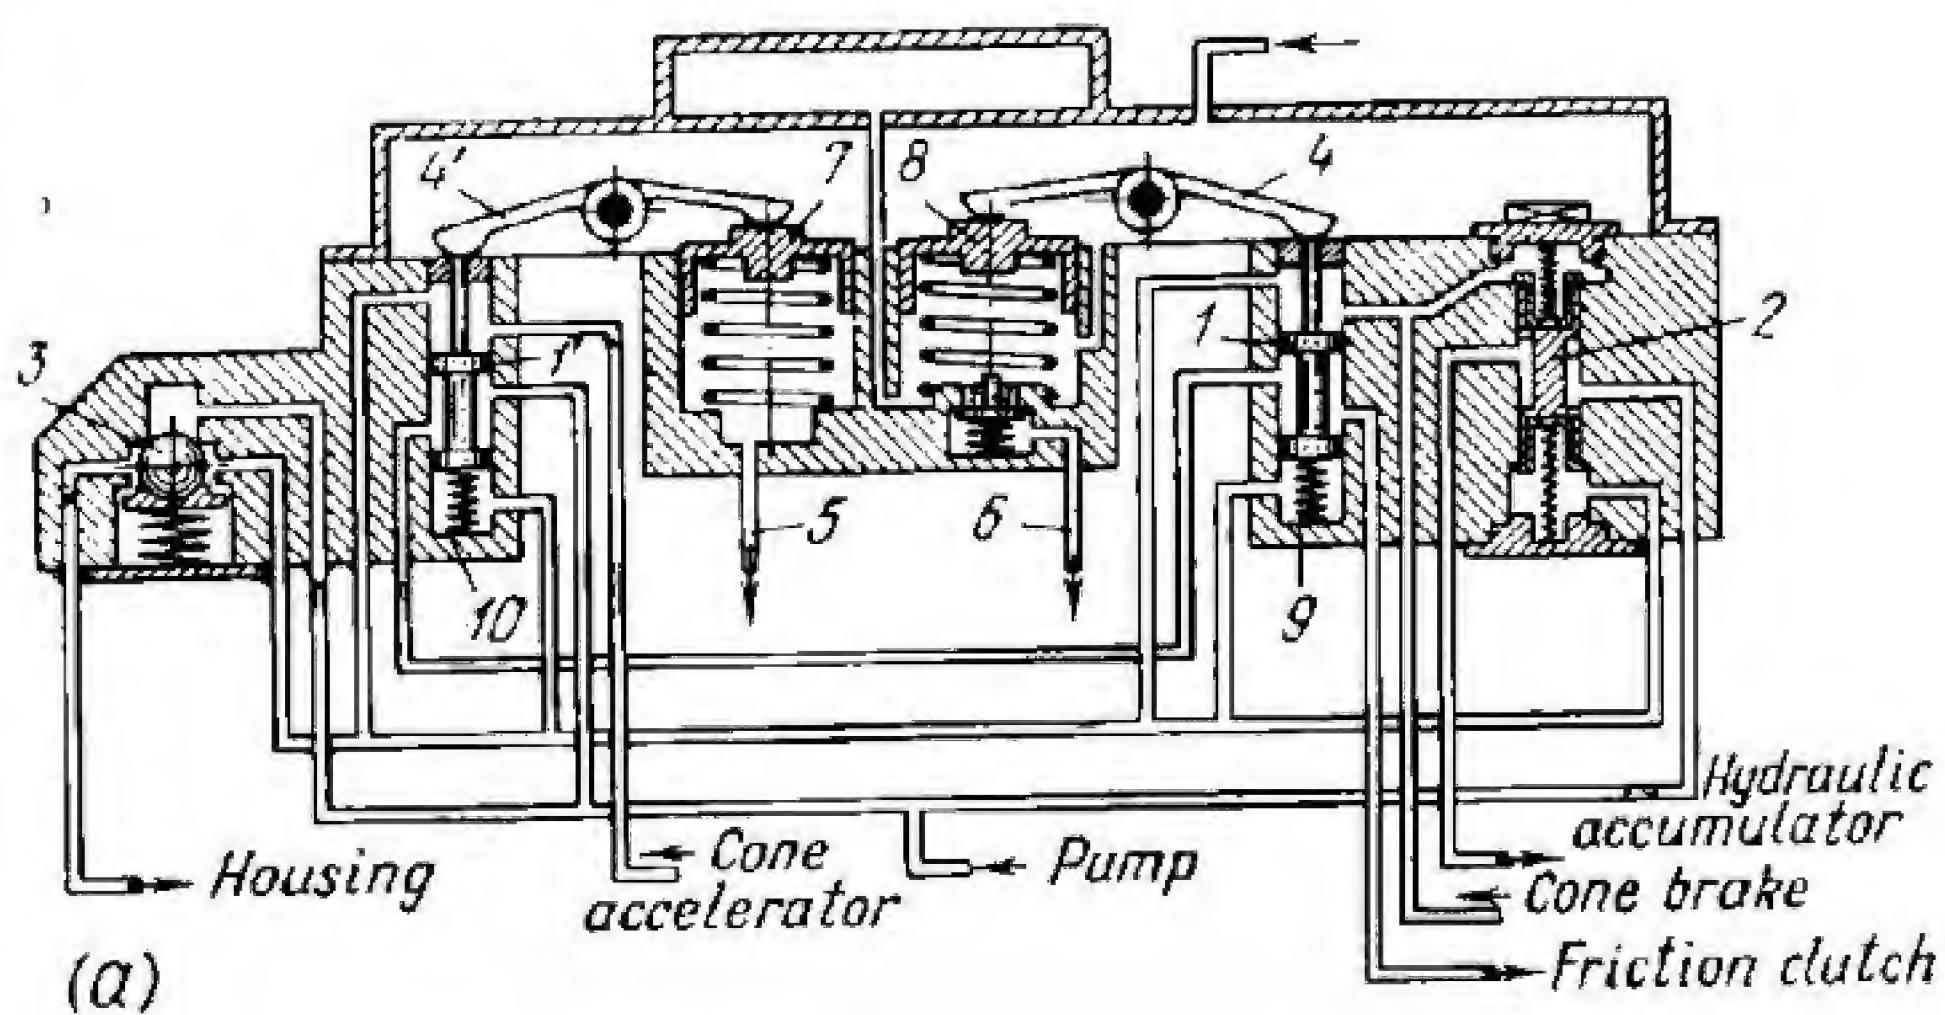 4' 7 8 4
3 1' 1 2
5 6
10 9
Hydraulic
accumulator
Housing
Cone
accelerator
Pump
Cone brake
Friction clutch
(a)